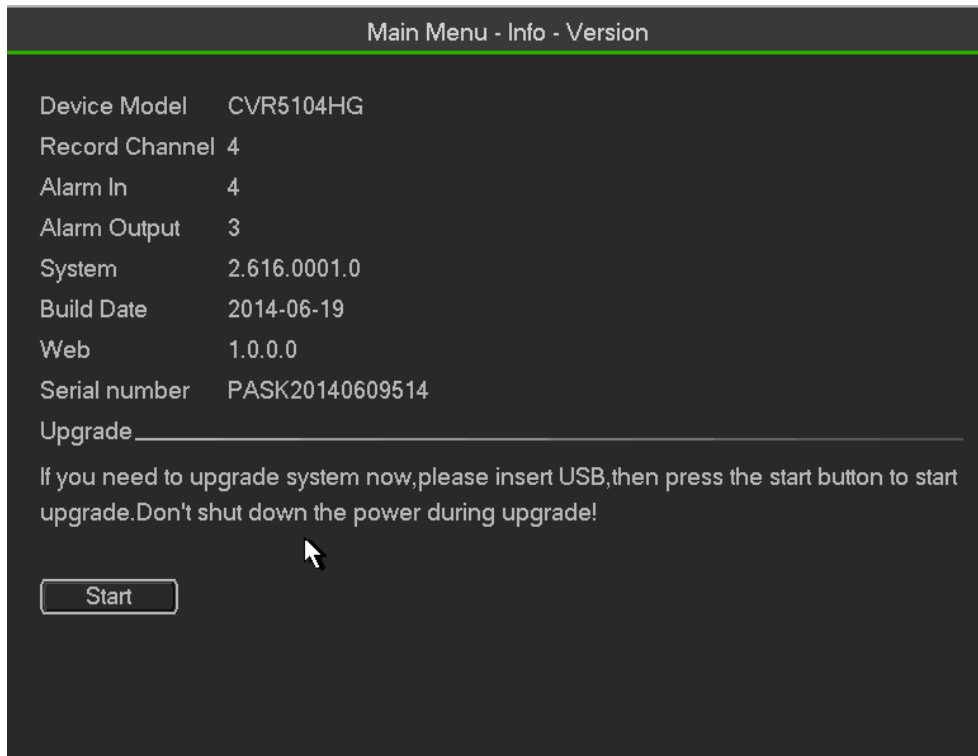 Main Menu - Info - Version
Device Model CVR5104HG
Record Channel 4
Alarm In 4
Alarm Output 3
System 2.616.0001.0
Build Date 2014-06-19
Web 1.0.0.0
Serial number PASK20140609514
Upgrade
If you need to upgrade system now,please insert USB,then press the start button to start
upgrade.Don't shut down the power during upgrade!
Start